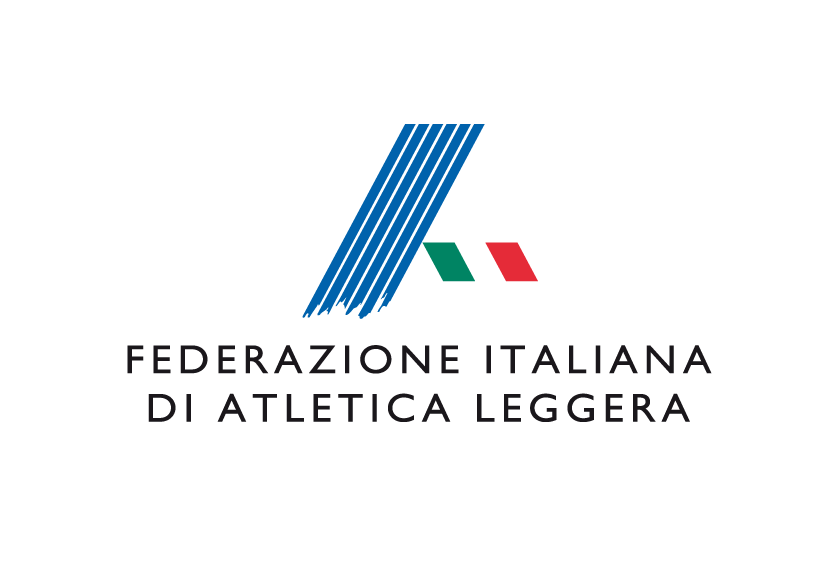 FEDERAZIONE ITALIANA
DI ATLETICA LEGGERA